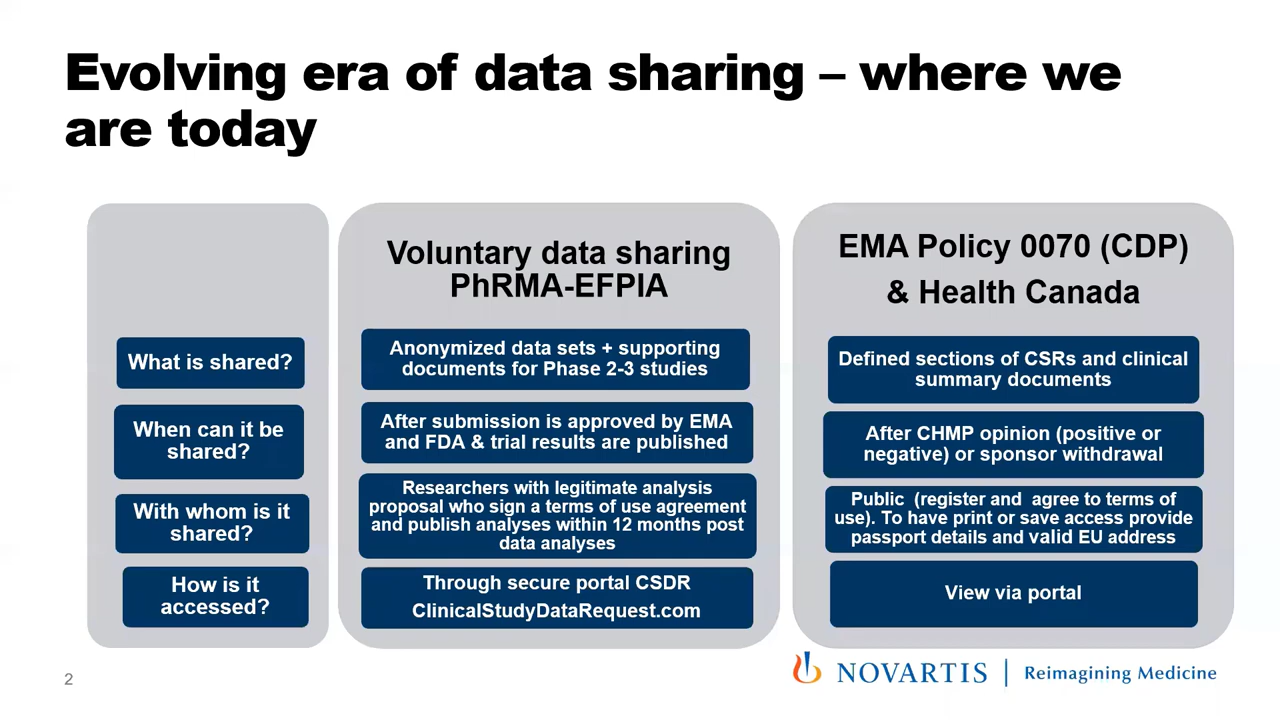 Evolving era of data sharing – where we
are today
Voluntary data sharing
PhRMA-EFPIA
EMA Policy 0070 (CDP)
& Health Canada
What is shared?
Anonymized data sets + supporting
documents for Phase 2-3 studies
Defined sections of CSRs and clinical
summary documents
When can it be
shared?
After submission is approved by EMA
and FDA & trial results are published
After CHMP opinion (positive or
negative) or sponsor withdrawal
With whom is it
shared?
Researchers with legitimate analysis
proposal who sign a terms of use agreement
and publish analyses within 12 months post
data analyses
Public (register and agree to terms of
use). To have print or save access provide
passport details and valid EU address
How is it
accessed?
Through secure portal CSDR
ClinicalStudyDataRequest.com
View via portal
2
NOVARTIS | Reimagining Medicine